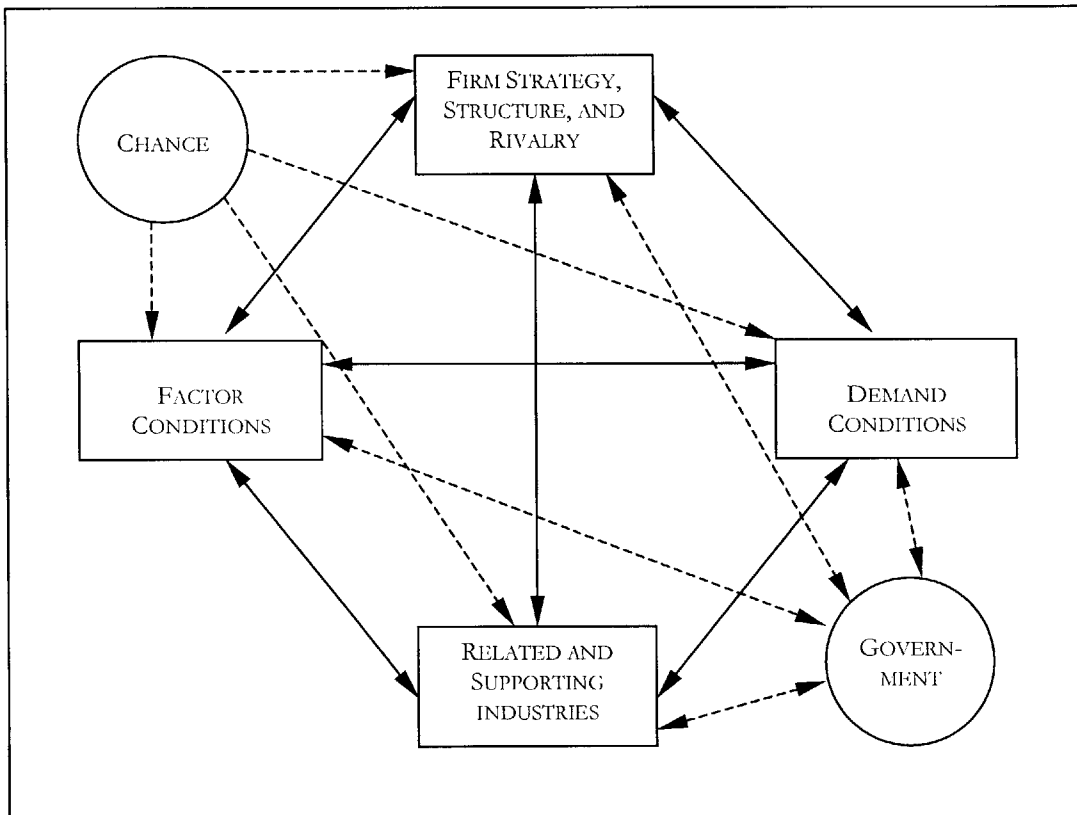 FIRM STRATEGY,
STRUCTURE, AND
RIVALRY
CHANCE
FACTOR
CONDITIONS
DEMAND
CONDITIONS
RELATED AND
SUPPORTING
INDUSTRIES
GOVERN-
MENT